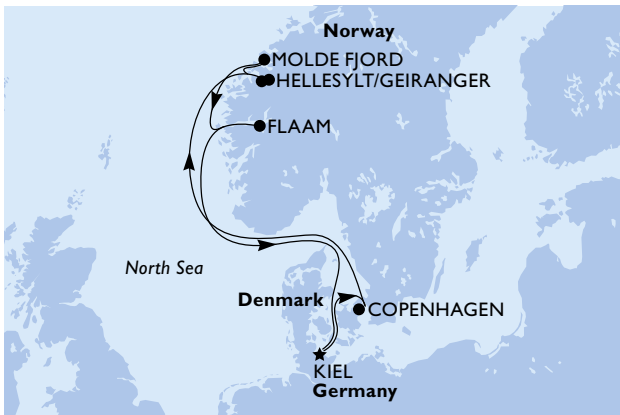 Norway
MOLDE FJORD
HELLESYLT/GEIRANGER
FLAAM
North Sea
Denmark
COPENHAGEN
KIEL
Germany